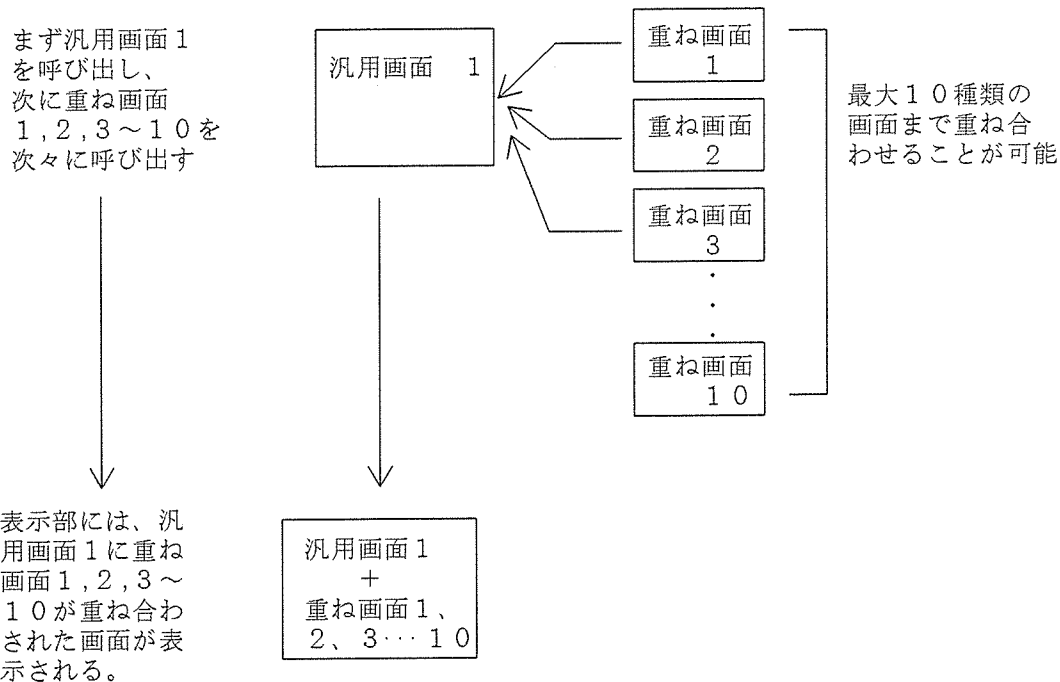 まず汎用画面１
を呼び出し、
次に重ね画面
１,２,３～１０を
次々に呼び出す
汎用画面　１
重ね画面
１
重ね画面
２
重ね画面
３
・
・
・
重ね画面
１０
最大１０種類の
画面まで重ね合
わせることが可能
表示部には、汎
用画面１に重ね
画面１,２,３～
１０が重ね合わ
された画面が表
示される。
汎用画面１
＋
重ね画面１、
２、３…１０